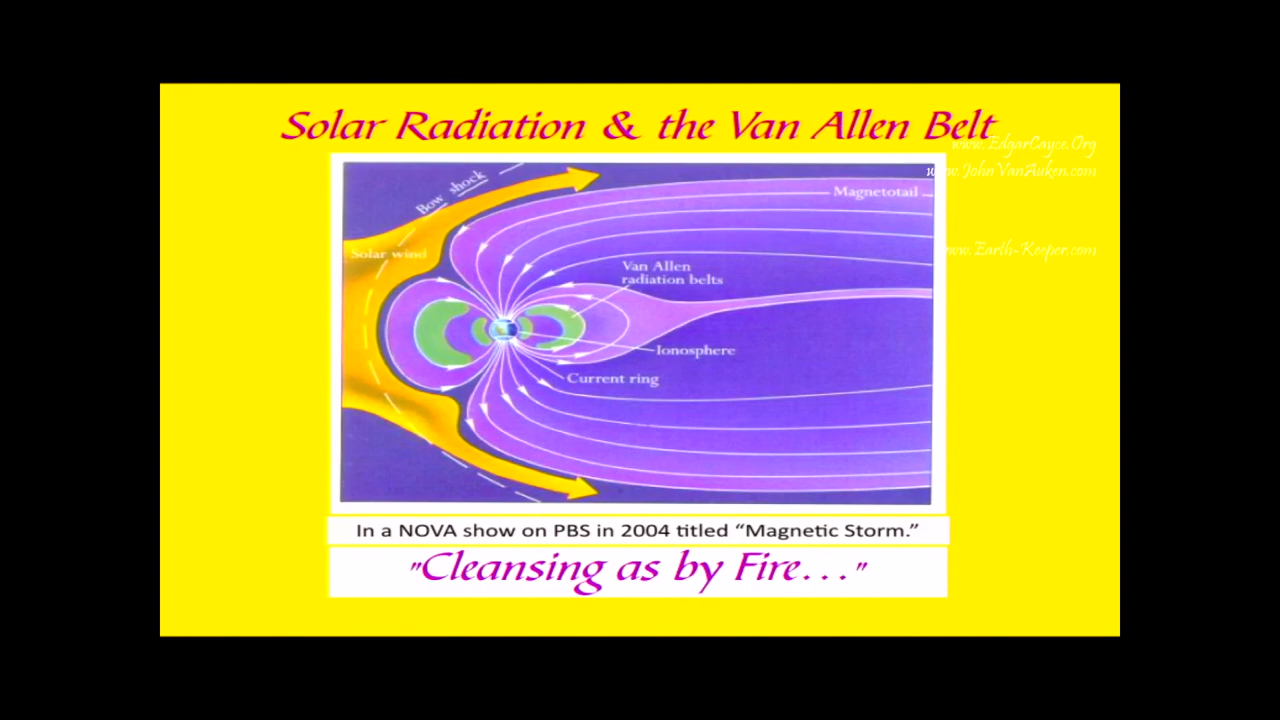 Solar Radiation & the Van Allen Belt
www.EdgarCayce.Org
www.JohnVanAuken.com
www.Earth-Keeper.com
Bow shock
Magnetotail
Solar wind
Van Allen
radiation belts
Ionosphere
Current ring
In a NOVA show on PBS in 2004 titled “Magnetic Storm.”
"Cleansing as by Fire…"